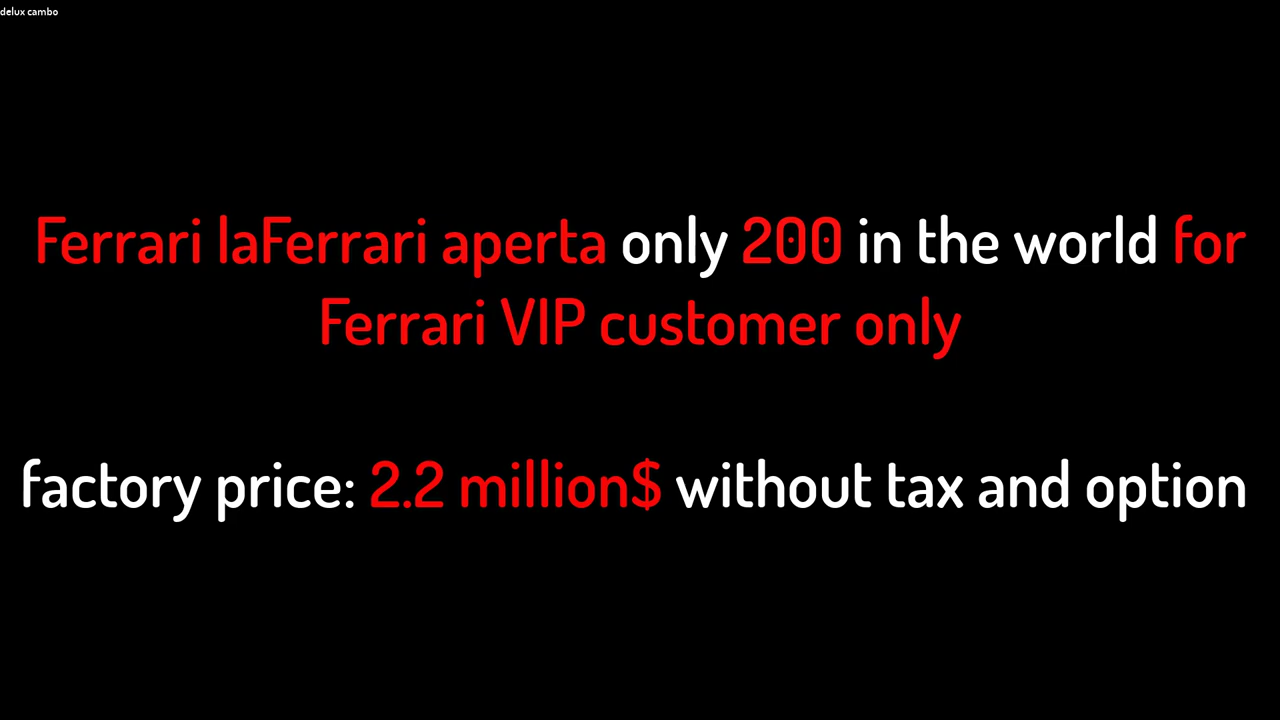 delux cambo
Ferrari laFerrari aperta only 200 in the world for
Ferrari VIP customer only
factory price: 2.2 million$ without tax and option